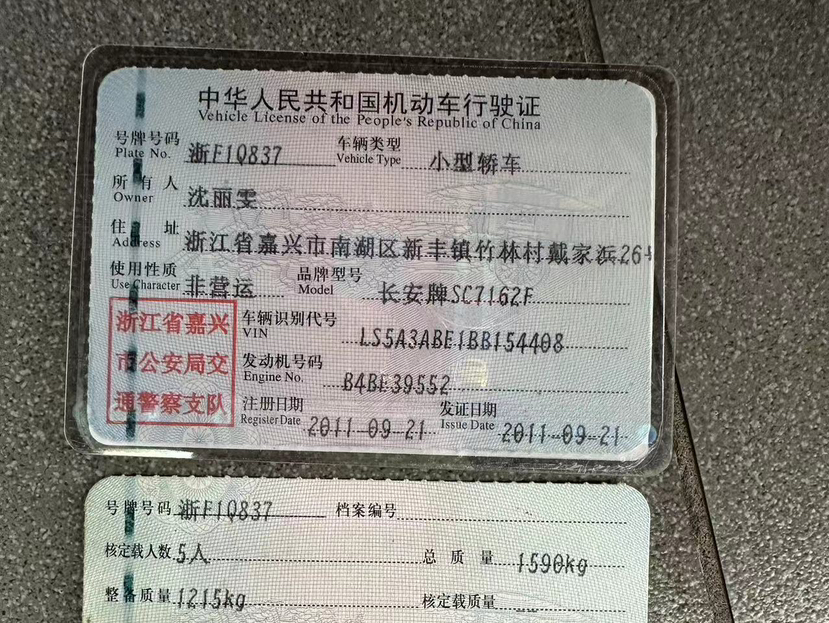 中华人民共和国机动车行驶证
Vehicle License of the People's Republic of China
号牌号码 浙F1Q837 车辆类型 小型轿车
Plate No. Vehicle Type
所有人 沈丽雯
Owner
住址 浙江省嘉兴市南湖区新丰镇竹林村戴家浜26号
Address
使用性质 非营运 品牌型号 长安牌SC7162F
Use Character Model
浙江省嘉兴
市公安局交
通警察支队
车辆识别代号 LS5A3ABE1BB154408
VIN
发动机号码 B4BE39552
Engine No.
注册日期 2011-09-21 发证日期 2011-09-21
Register Date Issue Date
号牌号码 浙F1Q837 档案编号
核定载人数 5人 总质量 1590kg
整备质量 1215kg 核定载质量 --